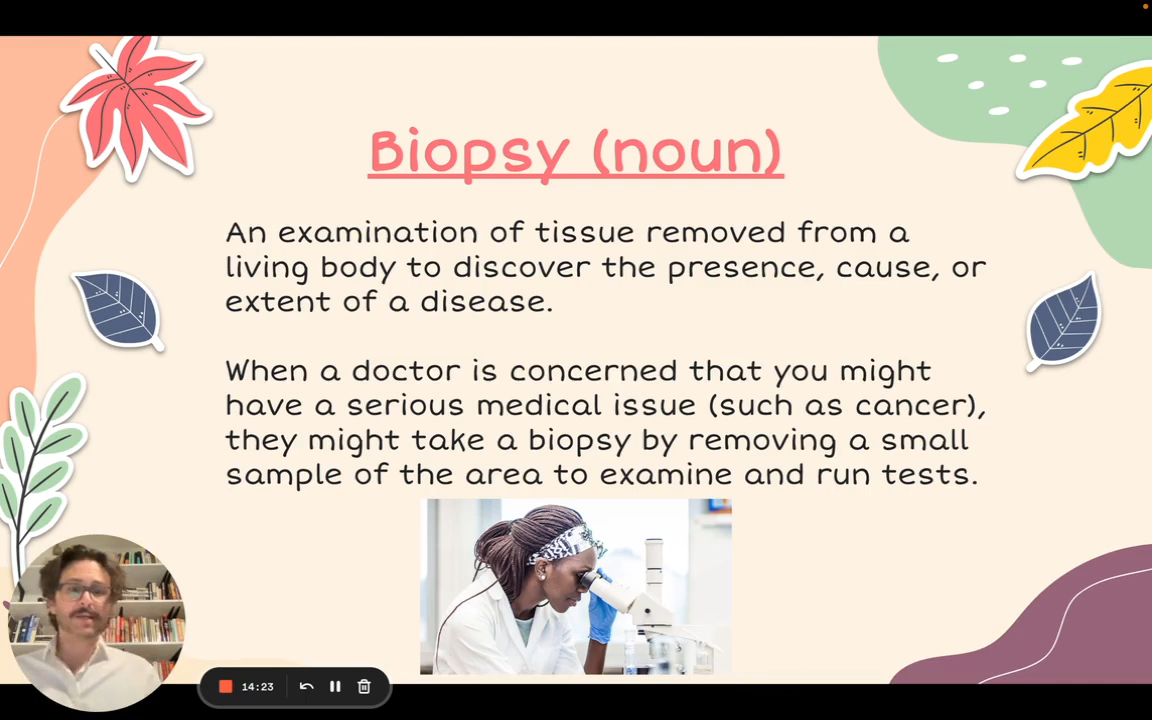 Biopsy (noun)
An examination of tissue removed from a
living body to discover the presence, cause, or
extent of a disease.
When a doctor is concerned that you might
have a serious medical issue (such as cancer),
they might take a biopsy by removing a small
sample of the area to examine and run tests.
14:23